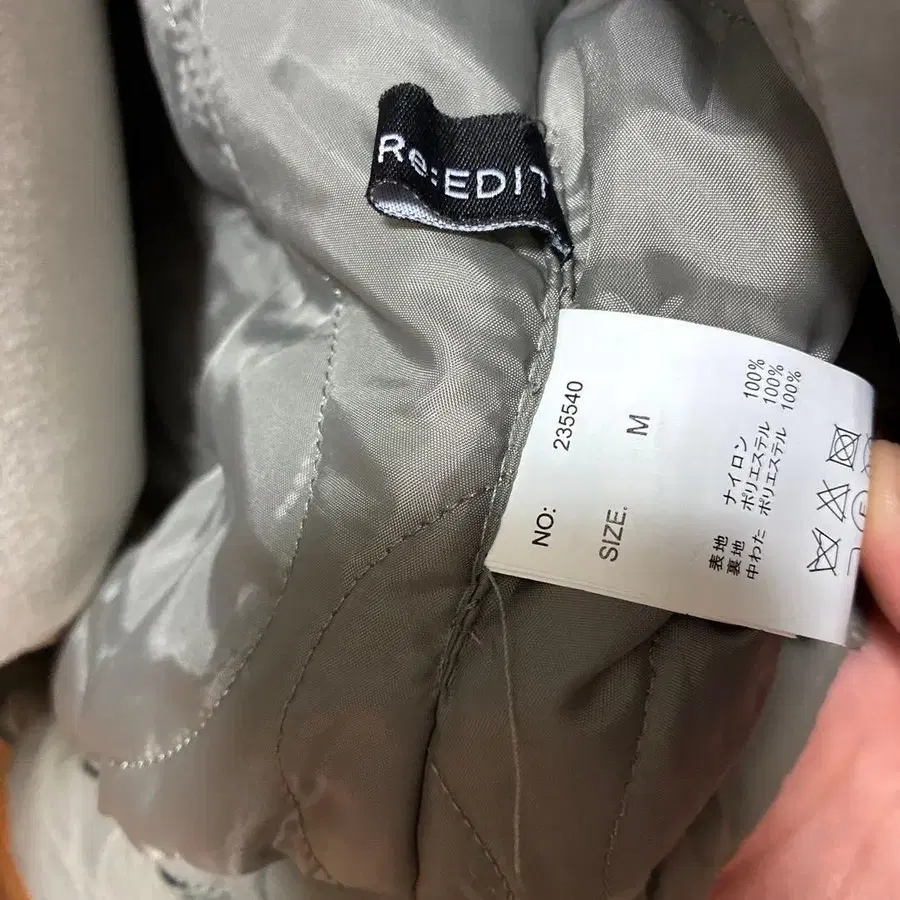 Re:EDIT
NO: 235540
SIZE. M
表地 ナイロン 100%
裏地 ポリエステル 100%
中わた ポリエステル 100%